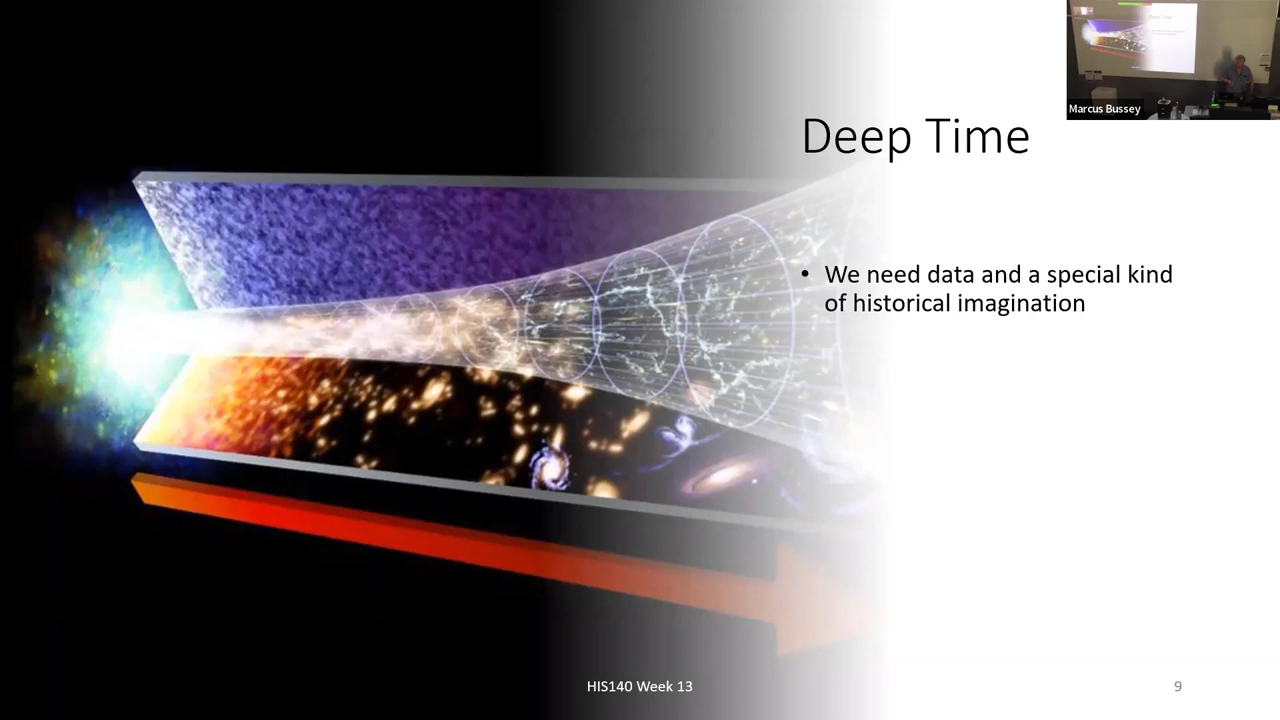 Marcus Bussey
Deep Time
• We need data and a special kind
of historical imagination
HIS140 Week 13
9